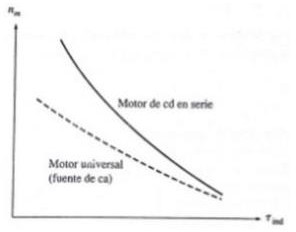 n_m
Motor de cd en serie
Motor universal
(fuente de ca)
τ_ind